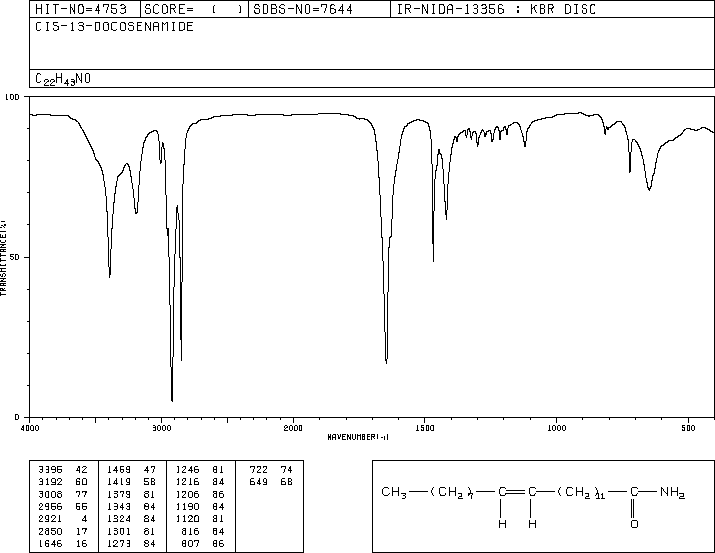 HIT-NO=4753 SCORE= ( ) SDBS-NO=7644 IR-NIDA-13356 : KBR DISC
CIS-13-DOCOSENAMIDE
C22H43NO
100
50
0
TRANSMITTANCE(%)
4000 3000 2000 1500 1000 500
WAVENUMBER(-1)
3395 42 1469 47 1246 81 722 74
3192 60 1419 58 1216 84 649 68
3008 77 1379 81 1206 86
2956 55 1343 84 1190 84
2921 4 1324 84 1120 81
2850 17 1301 81 816 84
1646 16 1273 84 807 86
CH3—(CH2)7—C=C—(CH2)11—C—NH2
H H O